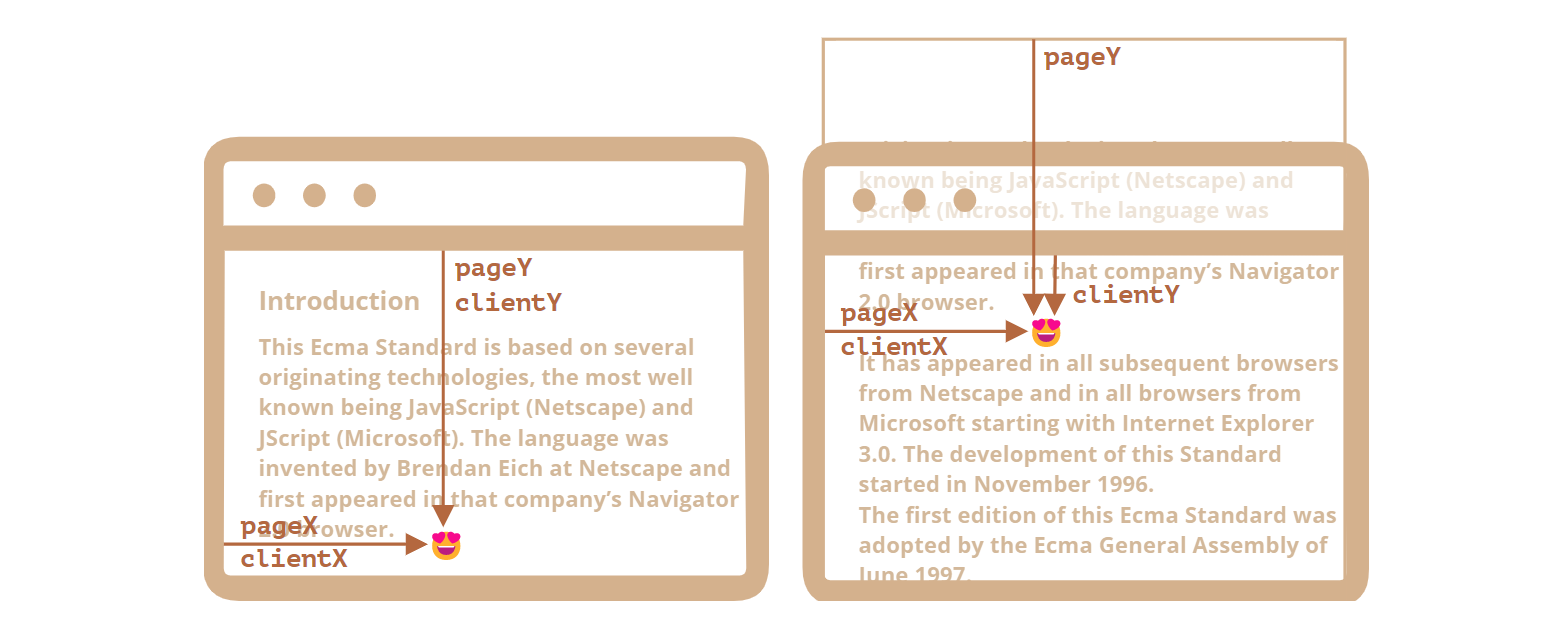 pageY
clientY
Introduction
This Ecma Standard is based on several
originating technologies, the most well
known being JavaScript (Netscape) and
JScript (Microsoft). The language was
invented by Brendan Eich at Netscape and
first appeared in that company’s Navigator
2.0 browser.
pageX
clientX
pageY
known being JavaScript (Netscape) and
JScript (Microsoft). The language was
first appeared in that company’s Navigator
2.0 browser.
clientY
pageX
clientX
It has appeared in all subsequent browsers
from Netscape and in all browsers from
Microsoft starting with Internet Explorer
3.0. The development of this Standard
started in November 1996.
The first edition of this Ecma Standard was
adopted by the Ecma General Assembly of
June 1997.